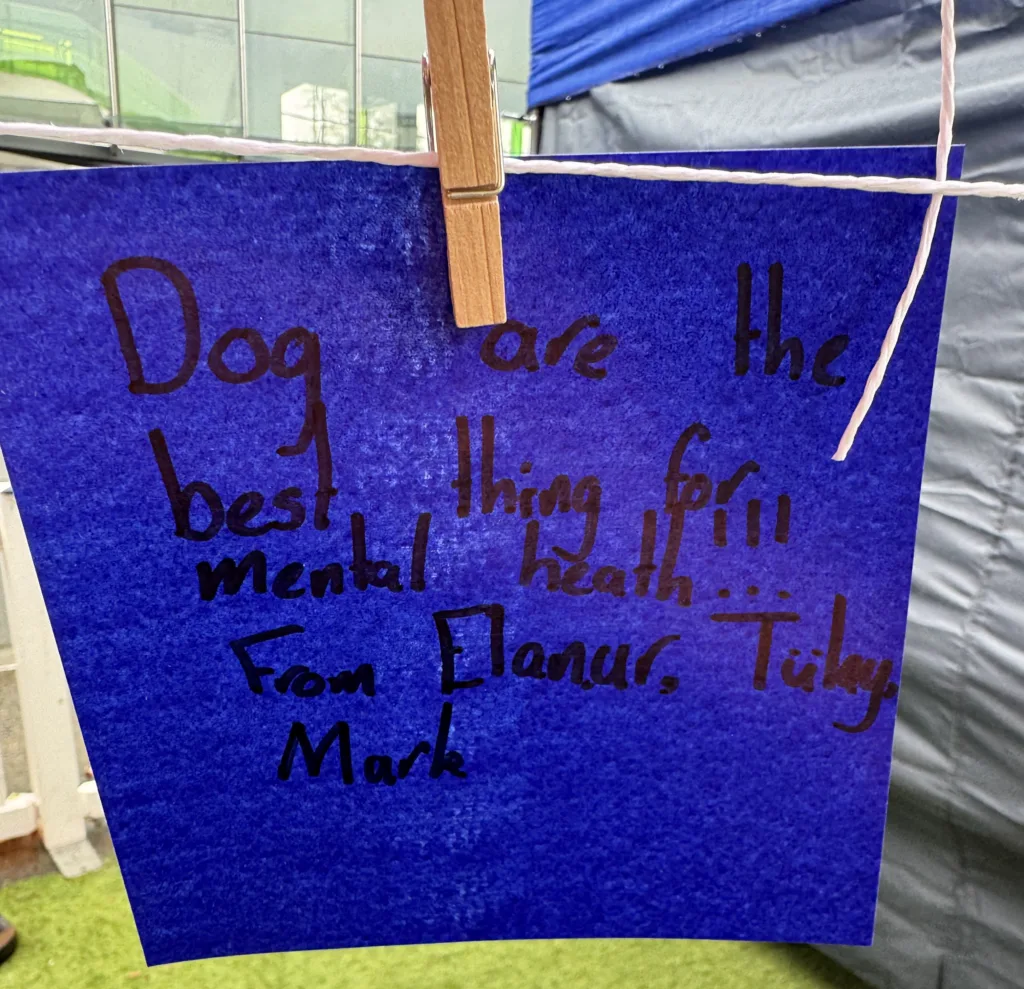 Dog are the
best thing for!!!
mental heath...
From Elanur, Tülay,
Mark